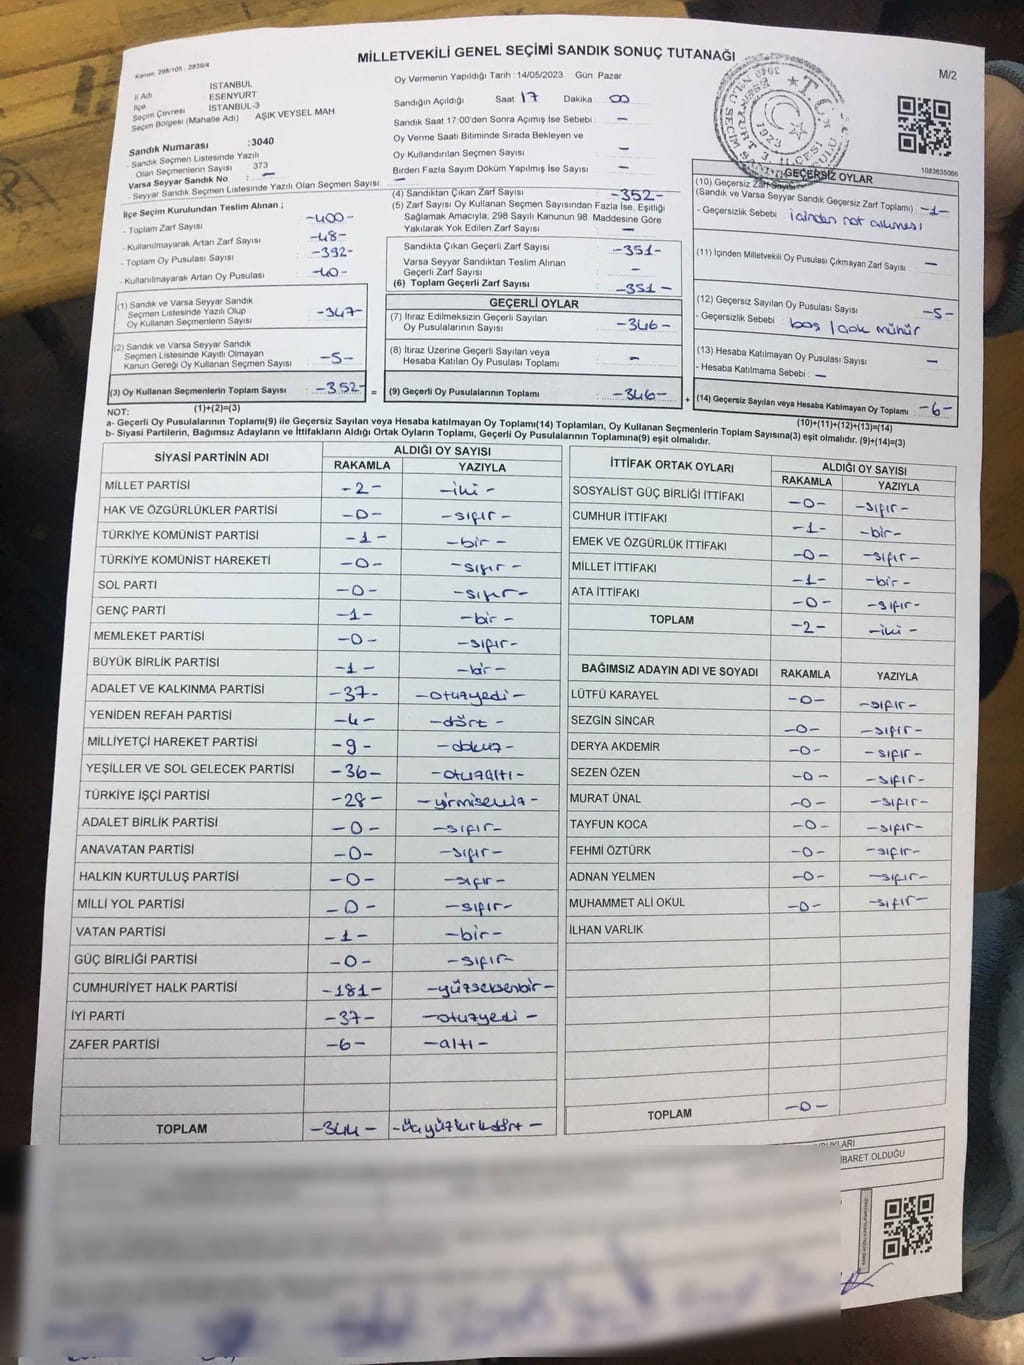 Kanun, 298/105 , 2839/4
MİLLETVEKİLİ GENEL SEÇİMİ SANDIK SONUÇ TUTANAĞI
M/2
İl Adı İSTANBUL
İlçe ESENYURT
Seçim Çevresi İSTANBUL-3
Seçim Bölgesi (Mahalle Adı) AŞIK VEYSEL MAH
Oy Vermenin Yapıldığı Tarih : 14/05/2023 Gün Pazar
Sandığın Açıldığı Saat 17 Dakika 00
Sandık Saat 17:00'den Sonra Açımış İse Sebebi : –
Oy Verme Saati Bitiminde Sırada Bekleyen ve
Oy Kullandırılan Seçmen Sayısı : –
Birden Fazla Sayım Döküm Yapılmış İse Sebebi : –
Sandık Numarası :3040
- Sandık Seçmen Listesinde Yazılı
Olan Seçmenlerin Sayısı 373
Varsa Seyyar Sandık No : –
- Seyyar Sandık Seçmen Listesinde Yazılı Olan Seçmen Sayısı: –
İlçe Seçim Kurulundan Teslim Alınan ;
- Toplam Zarf Sayısı -400-
- Kullanılmayarak Artan Zarf Sayısı -48-
- Toplam Oy Pusulası Sayısı -392-
- Kullanılmayarak Artan Oy Pusulası -40-
(1) Sandık ve Varsa Seyyar Sandık
Seçmen Listesinde Yazılı Olup
Oy Kullanan Seçmenlerin Sayısı -347-
(2) Sandık ve Varsa Seyyar Sandık
Seçmen Listesinde Kayıtlı Olmayan
Kanun Gereği Oy Kullanan Seçmen Sayısı -5-
(3) Oy Kullanan Seçmenlerin Toplam Sayısı -352- =
(1)+(2)=(3)
(4) Sandıktan Çıkan Zarf Sayısı -352-
(5) Zarf Sayısı Oy Kullanan Seçmen Sayısından Fazla İse, Eşitliği
Sağlamak Amacıyla, 298 Sayılı Kanunun 98. Maddesine Göre
Yakılarak Yok Edilen Zarf Sayısı : –
Sandıkta Çıkan Geçerli Zarf Sayısı : -351-
Varsa Seyyar Sandıktan Teslim Alınan
Geçerli Zarf Sayısı : –
(6) Toplam Geçerli Zarf Sayısı : -351-
GEÇERLİ OYLAR
(7) İtiraz Edilmeksizin Geçerli Sayılan
Oy Pusulalarının Sayısı : -346-
(8) İtiraz Üzerine Geçerli Sayılan veya
Hesaba Katılan Oy Pusulası Toplamı : –
(9) Geçerli Oy Pusulalarının Toplamı : -346- +
1083635066
GEÇERSİZ OYLAR
(10) Geçersiz Zarf Sayısı
(Sandık ve Varsa Seyyar Sandık Geçersiz Zarf Toplamı) : -1-
- Geçersizlik Sebebi : içinden not çıkması
(11) İçinden Milletvekili Oy Pusulası Çıkmayan Zarf Sayısı : –
(12) Geçersiz Sayılan Oy Pusulası Sayısı : -5-
- Geçersizlik Sebebi : boş / çok mühür
(13) Hesaba Katılmayan Oy Pusulası Sayısı : –
- Hesaba Katılmama Sebebi : –
(14) Geçersiz Sayılan veya Hesaba Katılmayan Oy Toplamı : -6-
(10)+(11)+(12)+(13)=(14)
NOT:
a- Geçerli Oy Pusulalarının Toplamı(9) ile Geçersiz Sayılan veya Hesaba Katılmayan Oy Toplamı(14) Toplamları, Oy Kullanan Seçmenlerin Toplam Sayısına(3) eşit olmalıdır. (9)+(14)=(3)
b- Siyasi Partilerin, Bağımsız Adayların ve İttifakların Aldığı Ortak Oyların Toplamı, Geçerli Oy Pusulalarının Toplamına(9) eşit olmalıdır.
SİYASİ PARTİNİN ADI ALDIĞI OY SAYISI
RAKAMLA YAZIYLA
MİLLET PARTİSİ -2- -iki-
HAK VE ÖZGÜRLÜKLER PARTİSİ -0- -sıfır-
TÜRKİYE KOMÜNİST PARTİSİ -1- -bir-
TÜRKİYE KOMÜNİST HAREKETİ -0- -sıfır-
SOL PARTİ -0- -sıfır-
GENÇ PARTİ -1- -bir-
MEMLEKET PARTİSİ -0- -sıfır-
BÜYÜK BİRLİK PARTİSİ -1- -bir-
ADALET VE KALKINMA PARTİSİ -37- -otuzyedi-
YENİDEN REFAH PARTİSİ -4- -dört-
MİLLİYETÇİ HAREKET PARTİSİ -9- -dokuz-
YEŞİLLER VE SOL GELECEK PARTİSİ -36- -otuzaltı-
TÜRKİYE İŞÇİ PARTİSİ -28- -yirmisekiz-
ADALET BİRLİK PARTİSİ -0- -sıfır-
ANAVATAN PARTİSİ -0- -sıfır-
HALKIN KURTULUŞ PARTİSİ -0- -sıfır-
MİLLİ YOL PARTİSİ -0- -sıfır-
VATAN PARTİSİ -1- -bir-
GÜÇ BİRLİĞİ PARTİSİ -0- -sıfır-
CUMHURİYET HALK PARTİSİ -181- -yüzseksenbir-
İYİ PARTİ -37- -otuzyedi-
ZAFER PARTİSİ -6- -altı-
TOPLAM -344- -üçyüzkırkdört-
İTTİFAK ORTAK OYLARI ALDIĞI OY SAYISI
RAKAMLA YAZIYLA
SOSYALİST GÜÇ BİRLİĞİ İTTİFAKI -0- -sıfır-
CUMHUR İTTİFAKI -1- -bir-
EMEK VE ÖZGÜRLÜK İTTİFAKI -0- -sıfır-
MİLLET İTTİFAKI -1- -bir-
ATA İTTİFAKI -0- -sıfır-
TOPLAM -2- -iki-
BAĞIMSIZ ADAYIN ADI VE SOYADI RAKAMLA YAZIYLA
LÜTFÜ KARAYEL -0- -sıfır-
SEZGİN SİNCAR -0- -sıfır-
DERYA AKDEMİR -0- -sıfır-
SEZEN ÖZEN -0- -sıfır-
MURAT ÜNAL -0- -sıfır-
TAYFUN KOCA -0- -sıfır-
FEHMİ ÖZTÜRK -0- -sıfır-
ADNAN YELMEN -0- -sıfır-
MUHAMMET ALİ OKUL -0- -sıfır-
İLHAN VARLIK
TOPLAM -0-
İBARET OLDUĞU